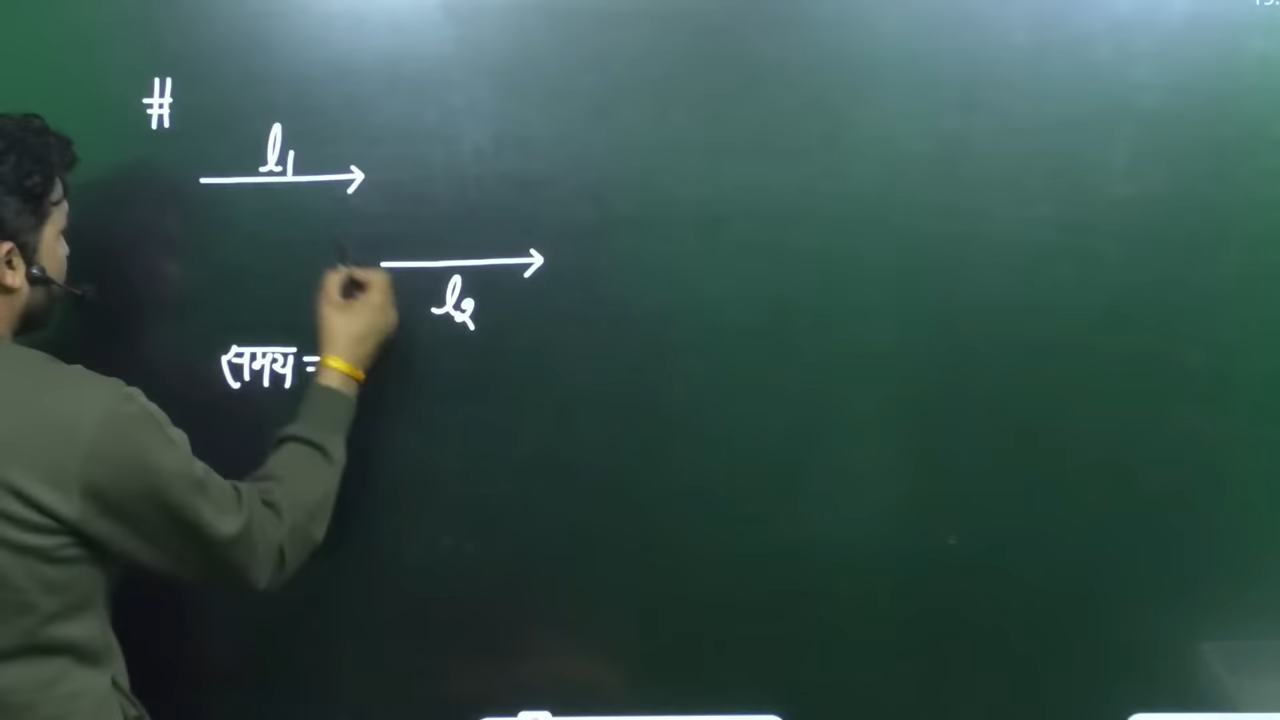 #
l₁
l₂
समय =